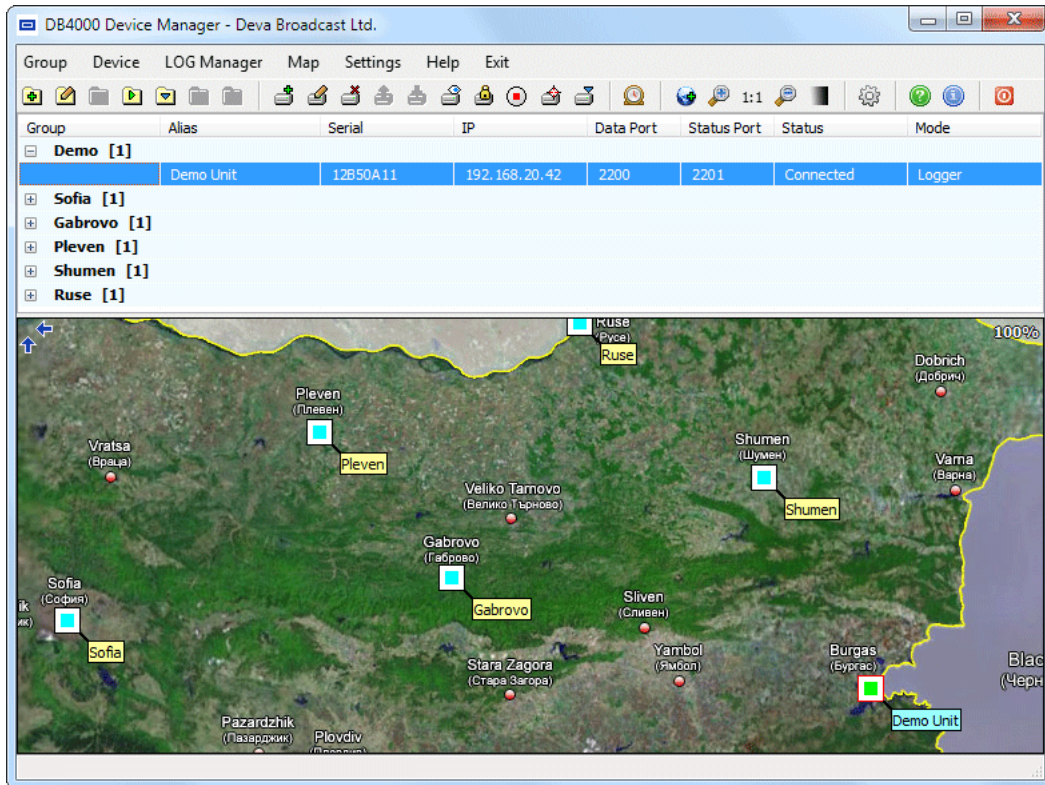 DB4000 Device Manager - Deva Broadcast Ltd.
Group Device LOG Manager Map Settings Help Exit
1:1
Group Alias Serial IP Data Port Status Port Status Mode
Demo [1]
Demo Unit 12B50A11 192.168.20.42 2200 2201 Connected Logger
Sofia [1]
Gabrovo [1]
Pleven [1]
Shumen [1]
Ruse [1]
100%
Ruse
(Русе)
Ruse
Dobrich
(Добрич)
Pleven
(Плевен)
Pleven
Vratsa
(Враца)
Shumen
(Шумен)
Shumen
Varna
(Варна)
Veliko Tarnovo
(Велико Търново)
Gabrovo
(Габрово)
Gabrovo
Sofia
(София)
Sofia
ik
ик)
Sliven
(Сливен)
Yambol
(Ямбол)
Burgas
(Бургас)
Blac
(Черн
Stara Zagora
(Стара Загора)
Demo Unit
Pazardzhik
(Пазарджик)
Plovdiv